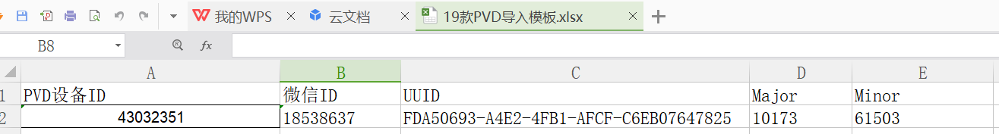 我的WPS 云文档 19款PVD导入模板.xlsx
B8 fx
A B C D E
1 PVD设备ID 微信ID UUID Major Minor
2 43032351 18538637 FDA50693-A4E2-4FB1-AFCF-C6EB07647825 10173 61503